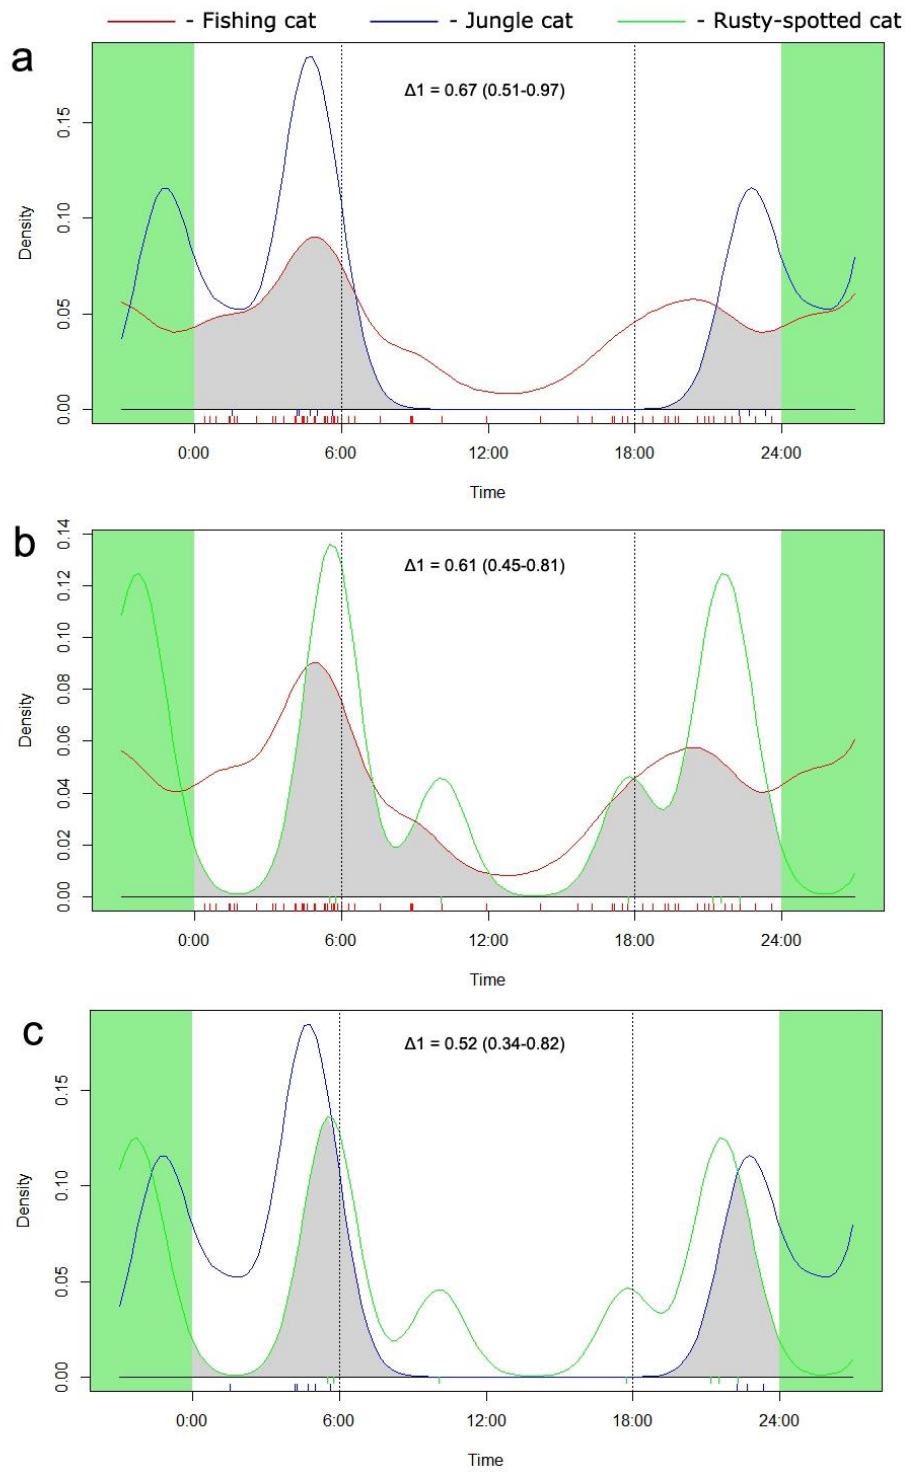 - Fishing cat - Jungle cat - Rusty-spotted cat
a
Δ1 = 0.67 (0.51-0.97)
Density
0.15
0.10
0.05
0.00
0:00 6:00 12:00 18:00 24:00
Time
b
Δ1 = 0.61 (0.45-0.81)
Density
0.14
0.12
0.10
0.08
0.06
0.04
0.02
0.00
0:00 6:00 12:00 18:00 24:00
Time
c
Δ1 = 0.52 (0.34-0.82)
Density
0.15
0.10
0.05
0.00
0:00 6:00 12:00 18:00 24:00
Time